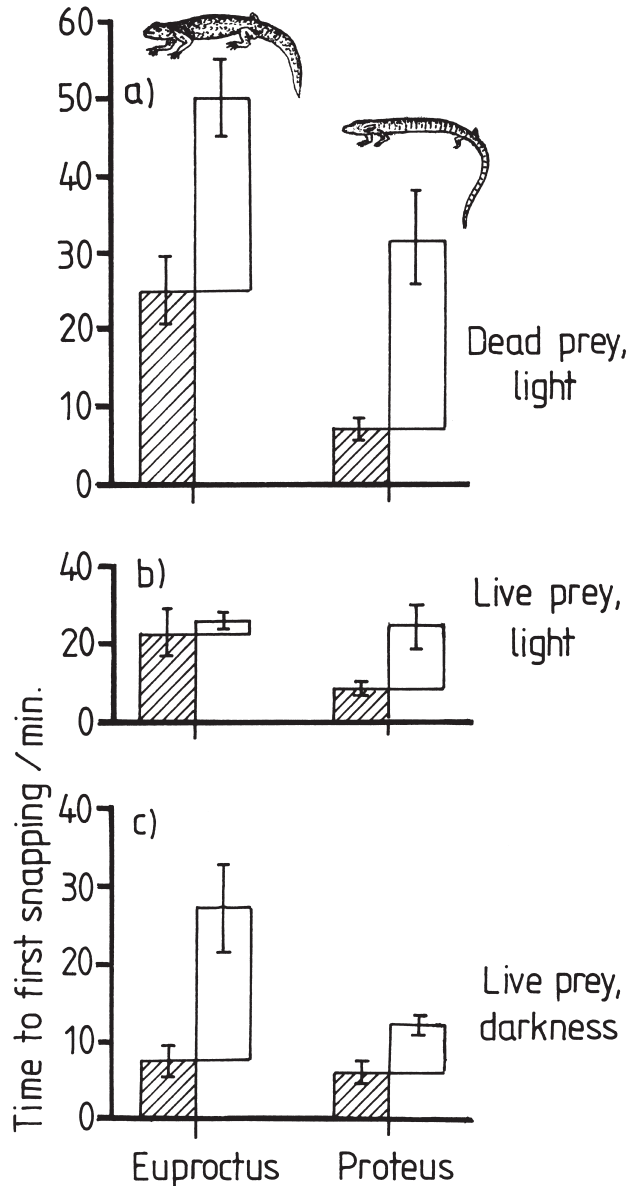 60
a)
50
40
30
20
10
0
Dead prey,
light
40
b)
20
0
Live prey,
light
Time to first snapping / min.
40
c)
30
20
10
0
Live prey,
darkness
Euproctus
Proteus